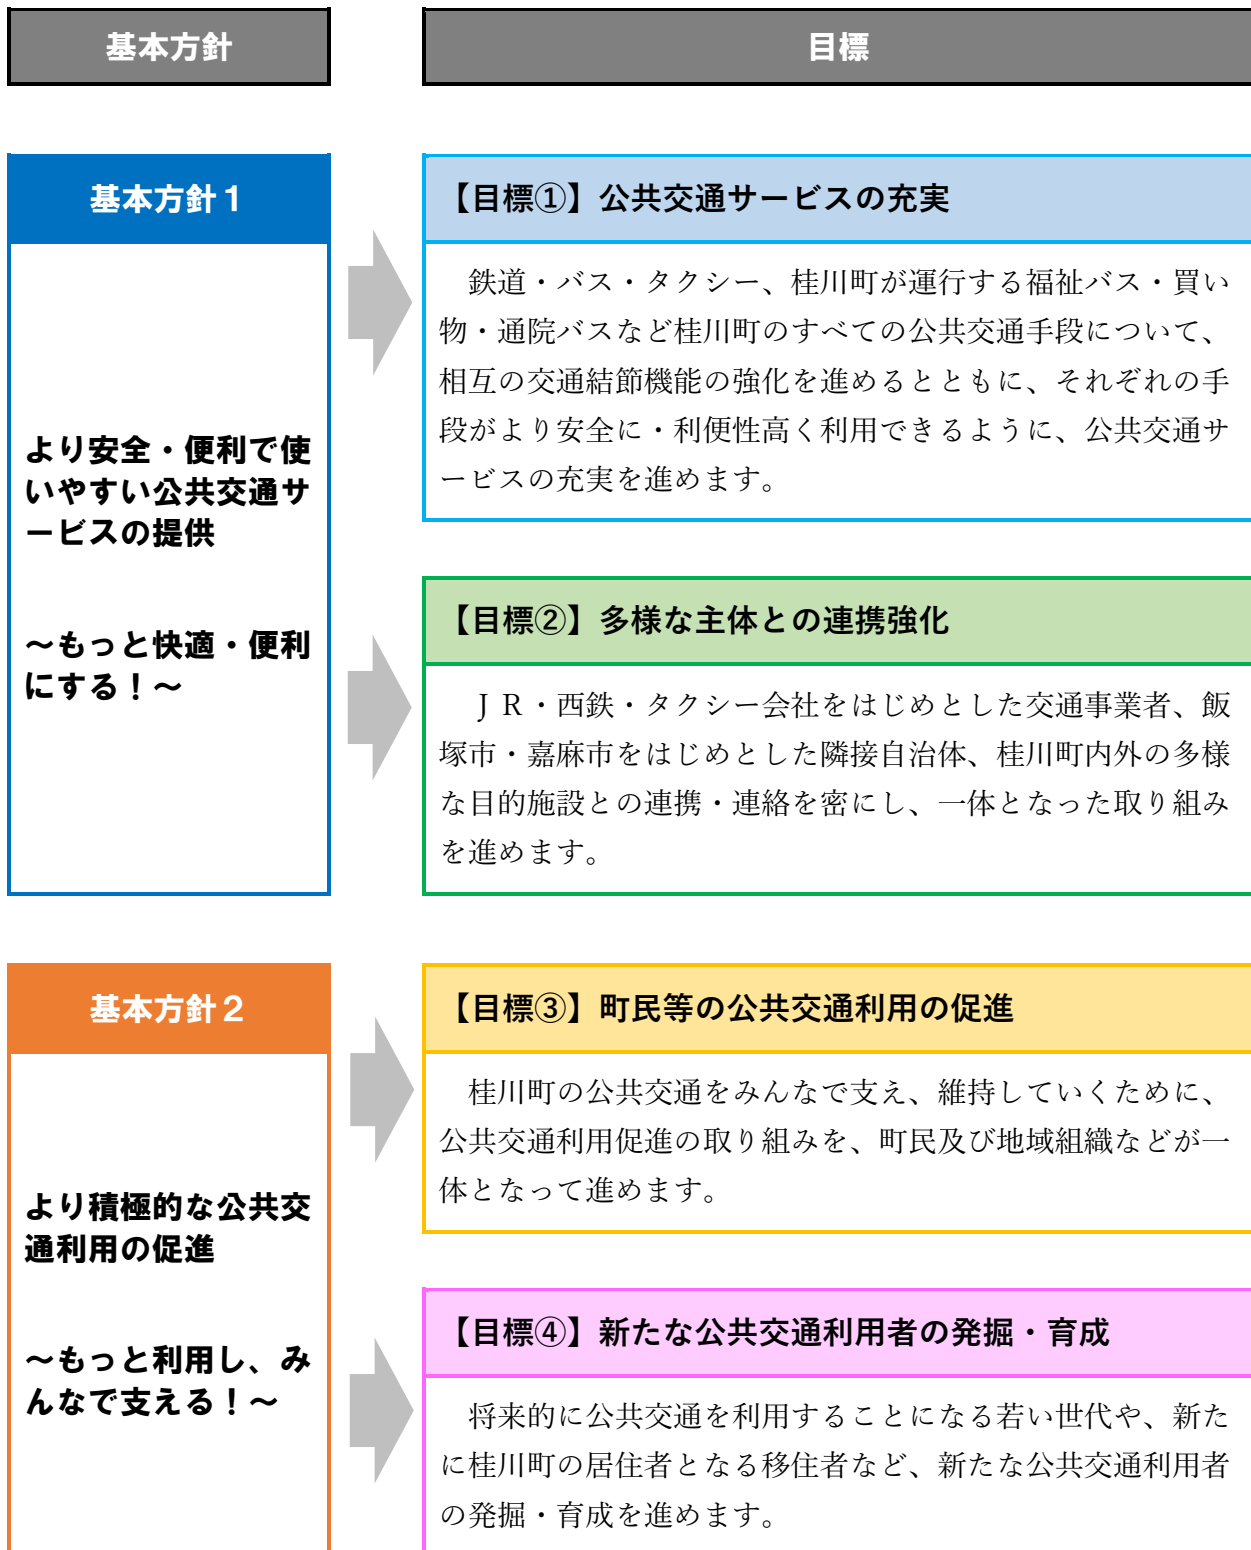 基本方針
目標
基本方針１
より安全・便利で使
いやすい公共交通サ
ービスの提供
～もっと快適・便利
にする！～
【目標①】公共交通サービスの充実
　鉄道・バス・タクシー、桂川町が運行する福祉バス・買い
物・通院バスなど桂川町のすべての公共交通手段について、
相互の交通結節機能の強化を進めるとともに、それぞれの手
段がより安全に・利便性高く利用できるように、公共交通サ
ービスの充実を進めます。
【目標②】多様な主体との連携強化
　ＪＲ・西鉄・タクシー会社をはじめとした交通事業者、飯
塚市・嘉麻市をはじめとした隣接自治体、桂川町内外の多様
な目的施設との連携・連絡を密にし、一体となった取り組み
を進めます。
基本方針２
より積極的な公共交
通利用の促進
～もっと利用し、み
んなで支える！～
【目標③】町民等の公共交通利用の促進
　桂川町の公共交通をみんなで支え、維持していくために、
公共交通利用促進の取り組みを、町民及び地域組織などが一
体となって進めます。
【目標④】新たな公共交通利用者の発掘・育成
　将来的に公共交通を利用することになる若い世代や、新た
に桂川町の居住者となる移住者など、新たな公共交通利用者
の発掘・育成を進めます。